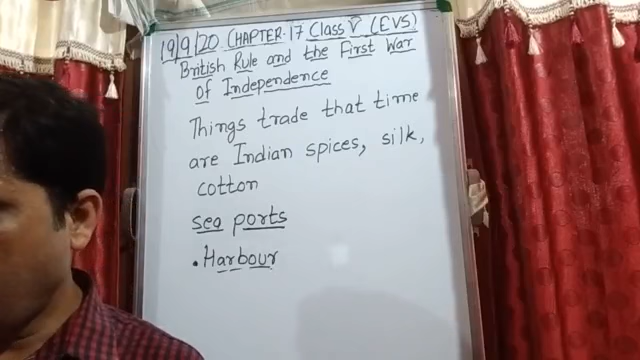 19/9/20 CHAPTER-17 Class V (EVS)
British Rule and the First War
Of Independence
Things trade that time
are Indian spices, silk,
cotton
sea ports
• Harbour